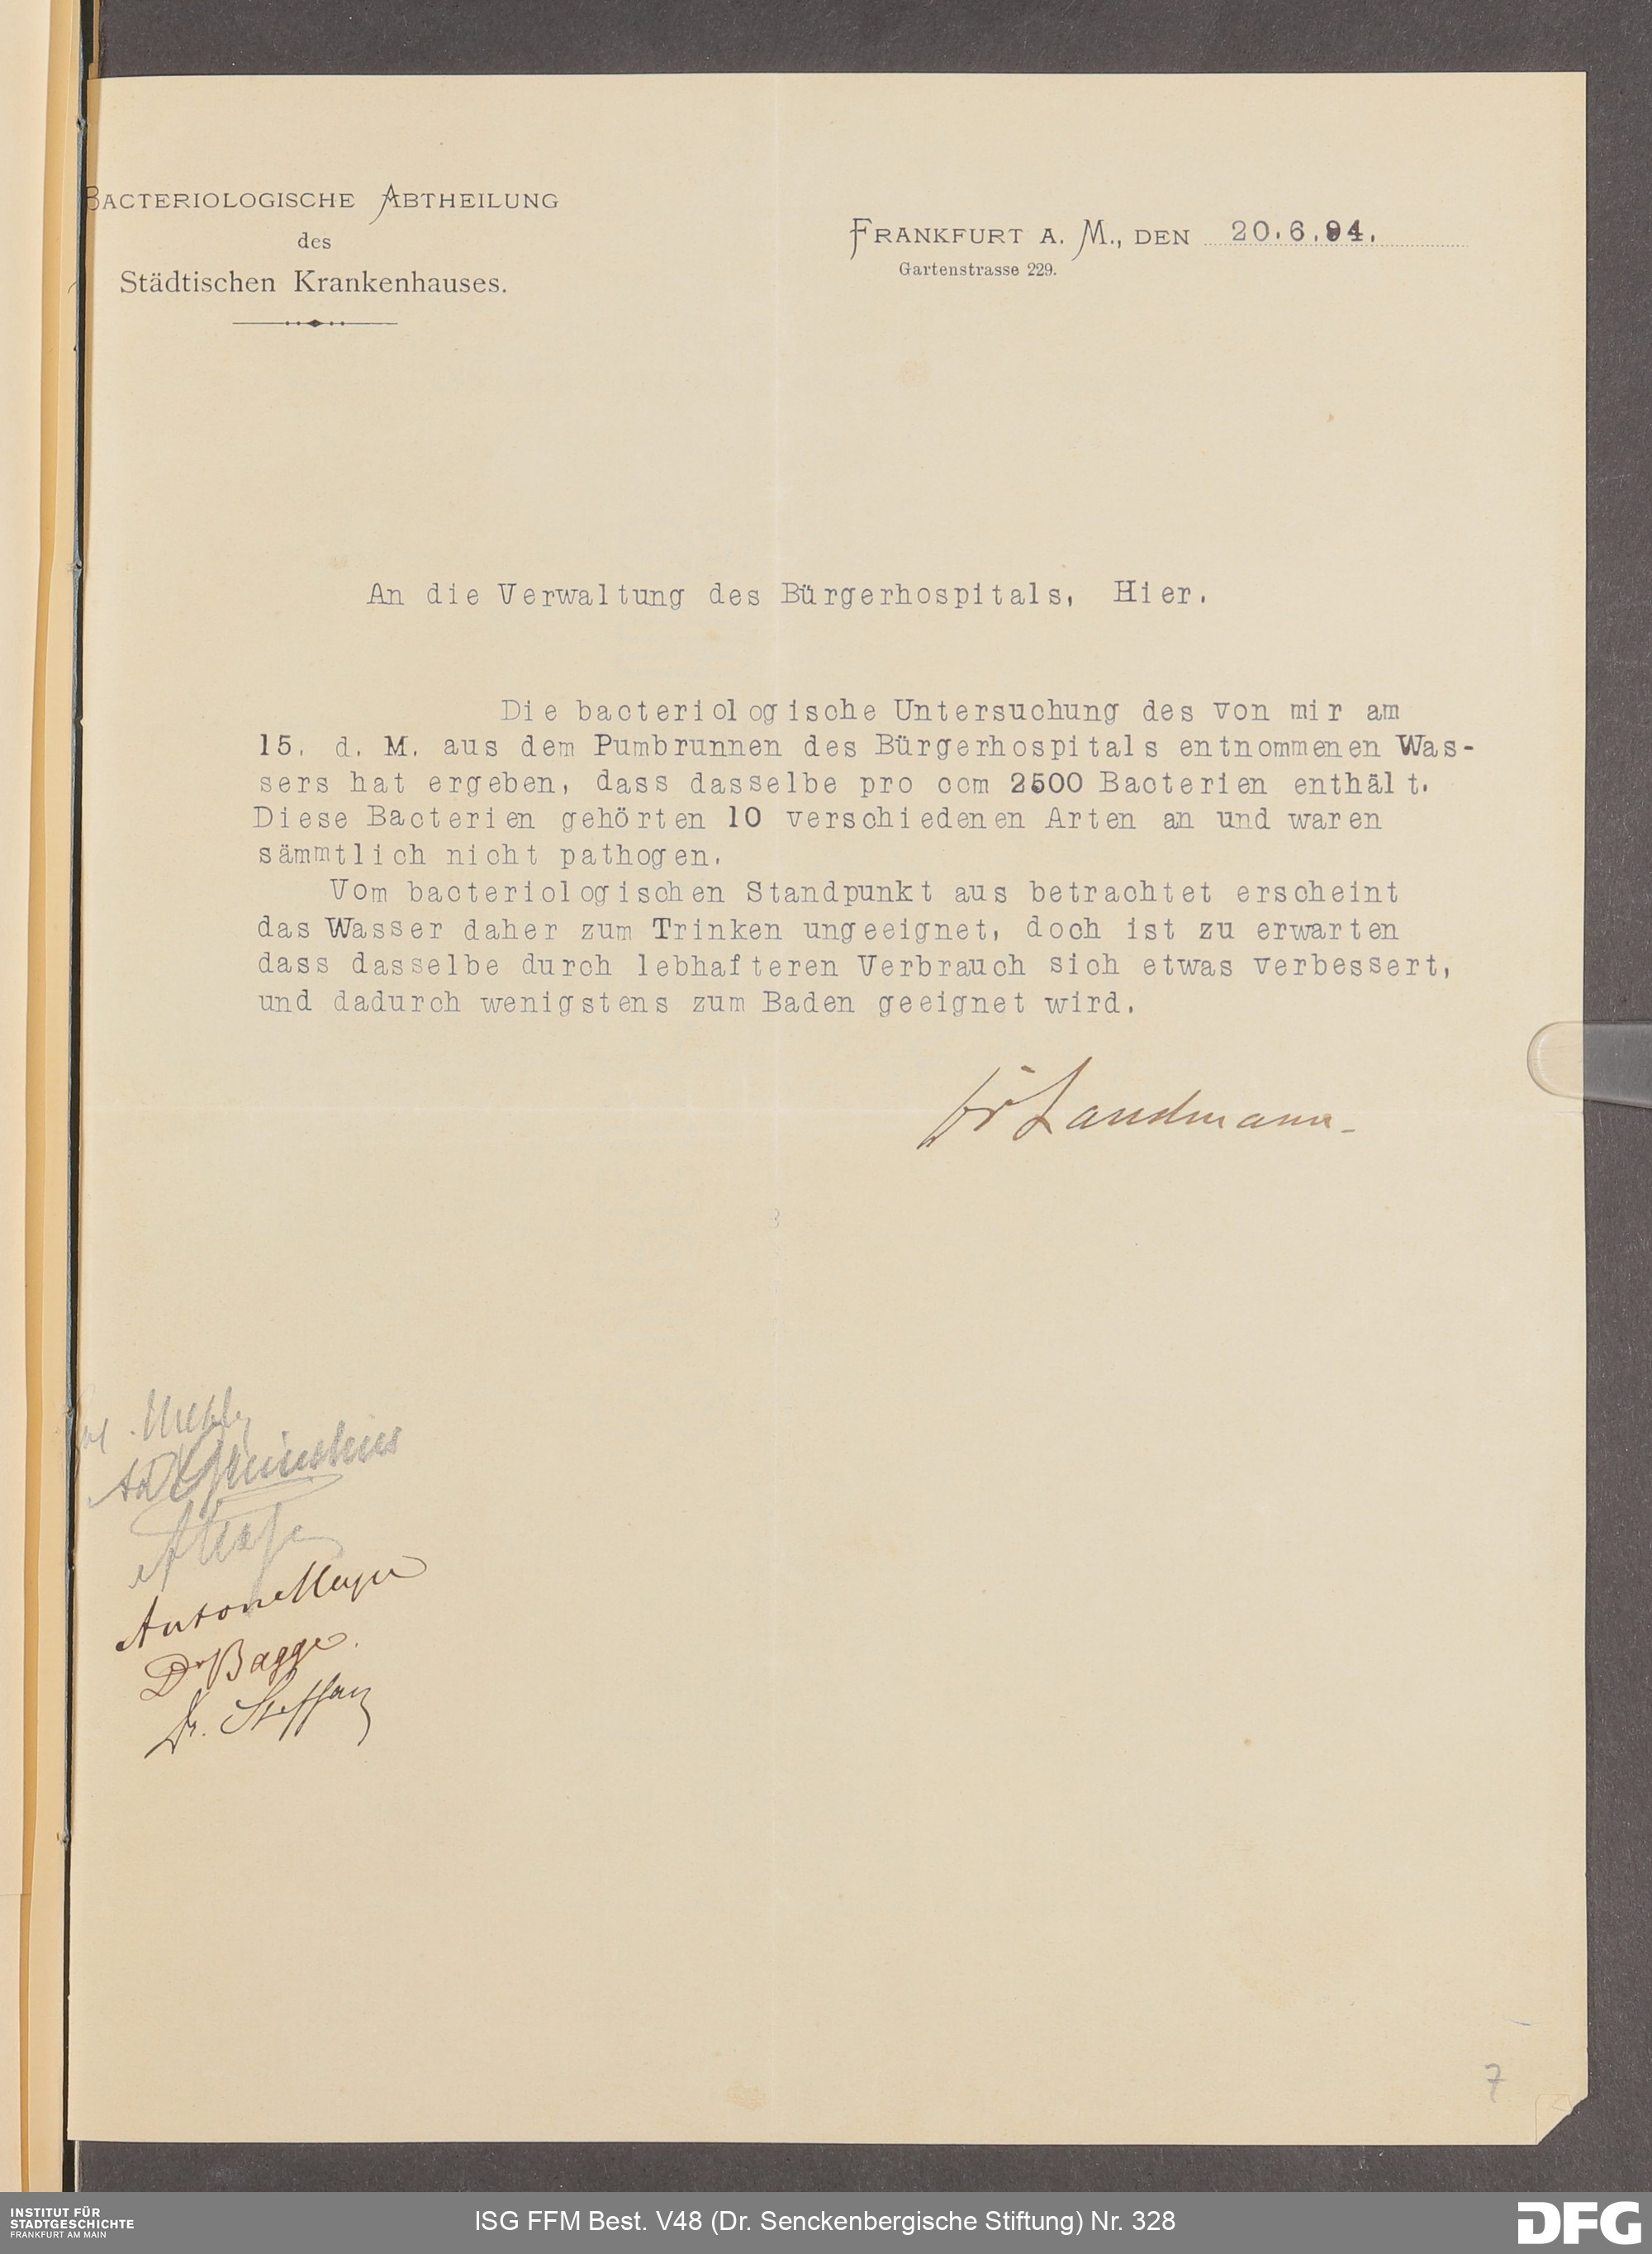 BACTERIOLOGISCHE ABTHEILUNG
des
Städtischen Krankenhauses.
FRANKFURT A. M., DEN 20.6.94.
Gartenstrasse 229.
An die Verwaltung des Bürgerhospitals, Hier.
Die bacteriologische Untersuchung des von mir am
15. d. M. aus dem Pumbrunnen des Bürgerhospitals entnommenen Was-
sers hat ergeben, dass dasselbe pro ccm 2500 Bacterien enthält.
Diese Bacterien gehörten 10 verschiedenen Arten an und waren
sämmtlich nicht pathogen.
Vom bacteriologischen Standpunkt aus betrachtet erscheint
das Wasser daher zum Trinken ungeeignet, doch ist zu erwarten
dass dasselbe durch lebhafteren Verbrauch sich etwas verbessert,
und dadurch wenigstens zum Baden geeignet wird.
Dr Landmann
Anton Meyer
Dr Bagge.
Dr. Steffan
7
INSTITUT FÜR
STADTGESCHICHTE
FRANKFURT AM MAIN
ISG FFM Best. V48 (Dr. Senckenbergische Stiftung) Nr. 328
DFG